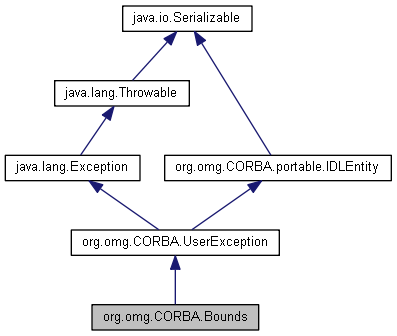 java.io.Serializable
java.lang.Throwable
java.lang.Exception
org.omg.CORBA.portable.IDLEntity
org.omg.CORBA.UserException
org.omg.CORBA.Bounds